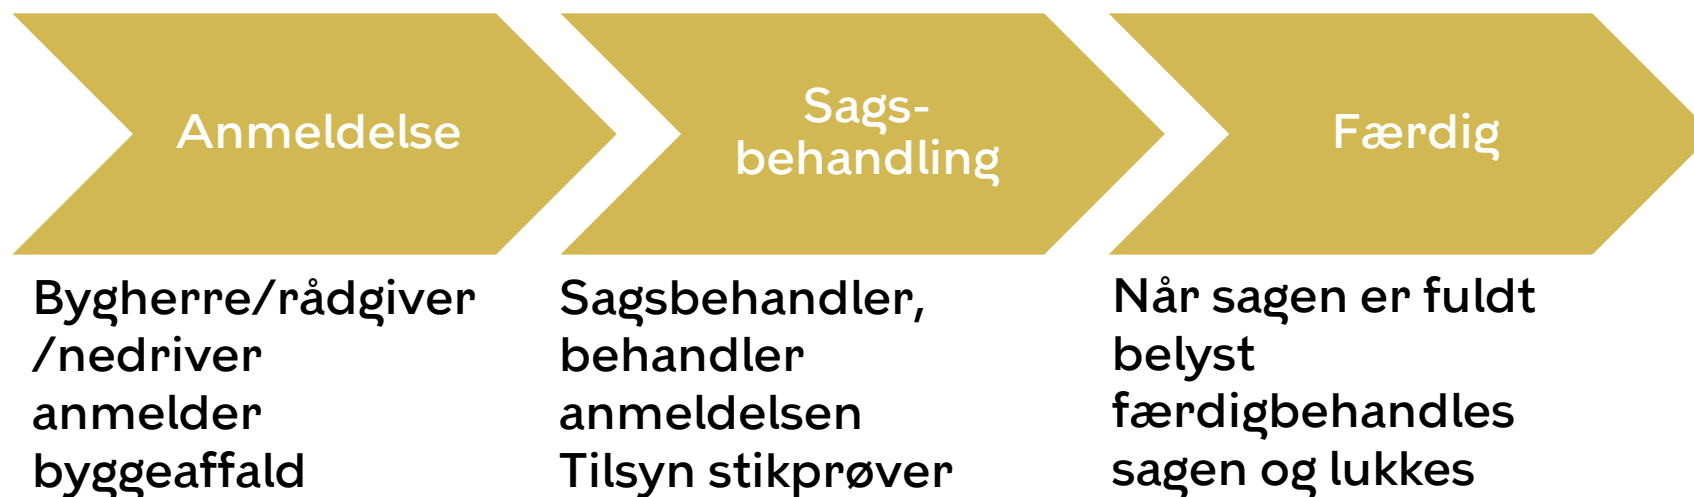 Anmeldelse
Sags-
behandling
Færdig
Bygherre/rådgiver
/nedriver
anmelder
byggeaffald
Sagsbehandler,
behandler
anmeldelsen
Tilsyn stikprøver
Når sagen er fuldt
belyst
færdigbehandles
sagen og lukkes